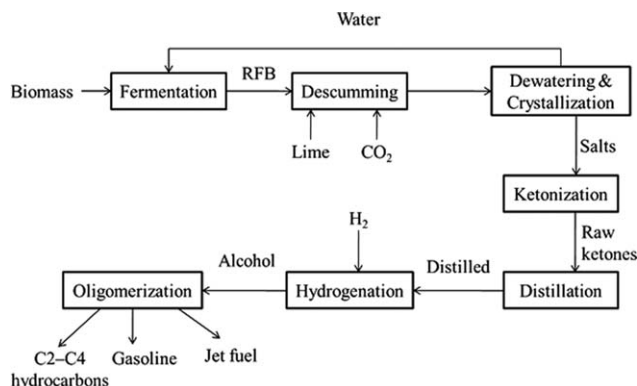 Water
RFB
Biomass
Fermentation
Descumming
Dewatering &
Crystallization
Lime
CO₂
Salts
Ketonization
H₂
Raw
ketones
Alcohol
Distilled
Oligomerization
Hydrogenation
Distillation
C2–C4
hydrocarbons
Gasoline
Jet fuel